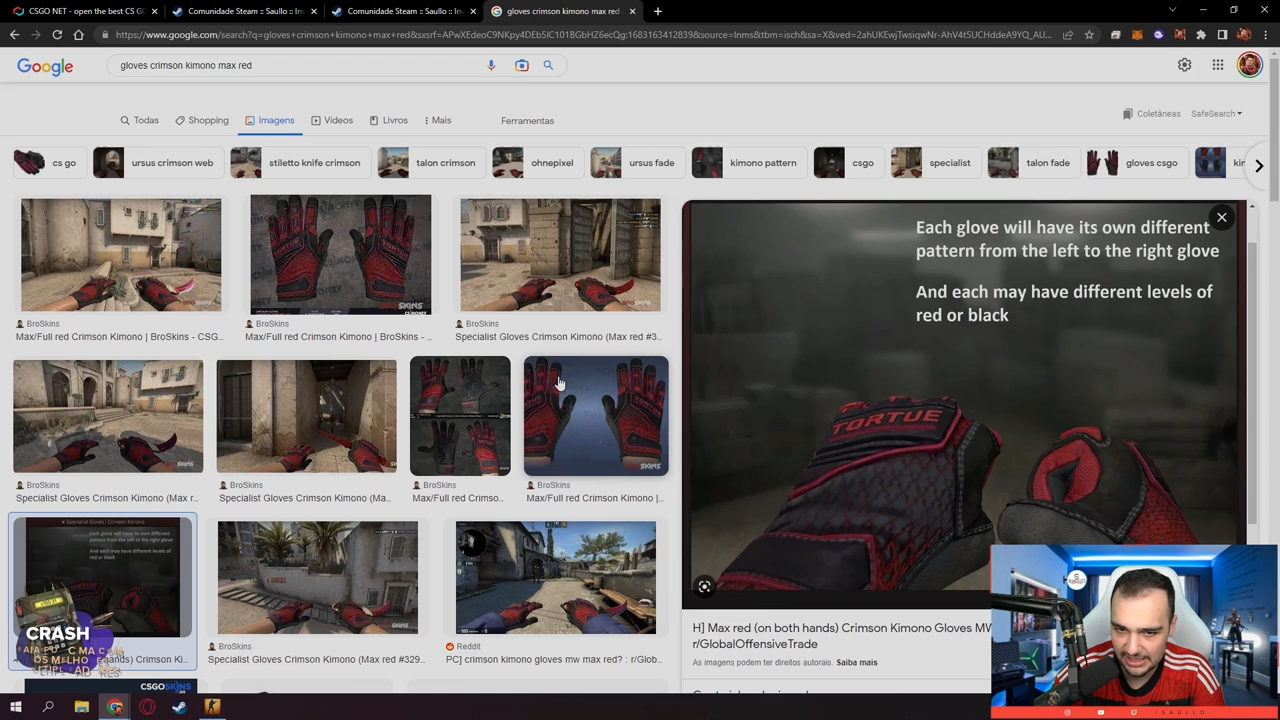 CSGO NET - open the best CS GO
Comunidade Steam :: Saullo :: Inv
Comunidade Steam :: Saullo :: Inv
gloves crimson kimono max red
Google
gloves crimson kimono max red
Todas
Shopping
Imagens
Vídeos
Livros
Mais
Ferramentas
Coletâneas
SafeSearch
cs go
ursus crimson web
stiletto knife crimson
talon crimson
ohnepixel
ursus fade
kimono pattern
csgo
specialist
talon fade
gloves csgo
BroSkins
Max/Full red Crimson Kimono | BroSkins - CSG...
BroSkins
Max/Full red Crimson Kimono | BroSkins - ...
BroSkins
Specialist Gloves Crimson Kimono (Max red #3...
BroSkins
Specialist Gloves Crimson Kimono (Max r...
BroSkins
Specialist Gloves Crimson Kimono (Ma...
BroSkins
Max/Full red Crimso...
BroSkins
Max/Full red Crimson Kimono |...
BroSkins
Specialist Gloves Crimson Kimono (Max red #329...
Reddit
PC] crimson kimono gloves mw max red? : r/Glob...
CRASH
CSGOSKINS
Each glove will have its own different
pattern from the left to the right glove
And each may have different levels of
red or black
TORTUE
H] Max red (on both hands) Crimson Kimono Gloves MW
r/GlobalOffensiveTrade
As imagens podem ter direitos autorais. Saiba mais